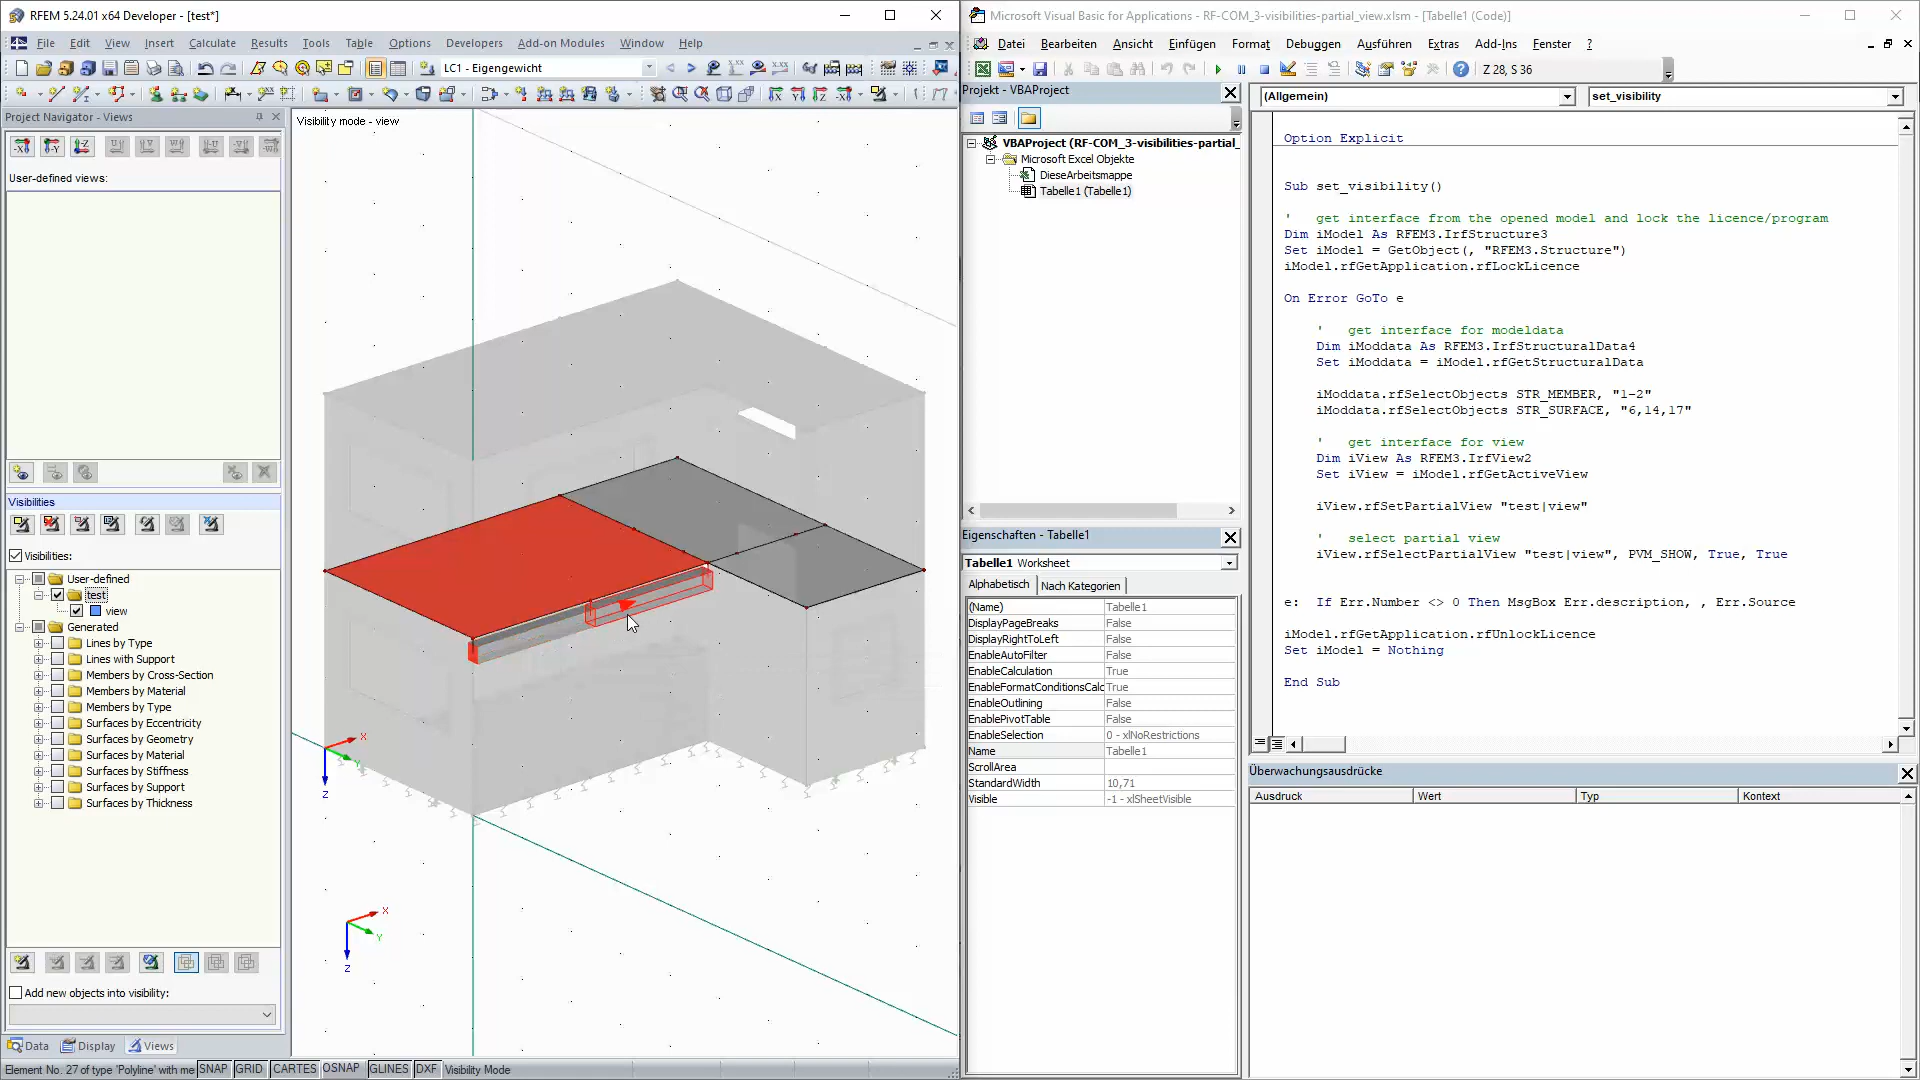 RFEM 5.24.01 x64 Developer - [test*]
File Edit View Insert Calculate Results Tools Table Options Developers Add-on Modules Window Help
LC1 - Eigengewicht
Project Navigator - Views
User-defined views:
Visibilities
Visibilities:
User-defined
test
view
Generated
Lines by Type
Lines with Support
Members by Cross-Section
Members by Material
Members by Type
Surfaces by Eccentricity
Surfaces by Geometry
Surfaces by Material
Surfaces by Stiffness
Surfaces by Support
Surfaces by Thickness
Add new objects into visibility:
Data Display Views
Element No. 27 of type 'Polyline' with me SNAP GRID CARTES OSNAP GLINES DXF Visibility Mode
Visibility mode - view
X
Y
Z
X
Y
Z
Microsoft Visual Basic for Applications - RF-COM_3-visibilities-partial_view.xlsm - [Tabelle1 (Code)]
Datei Bearbeiten Ansicht Einfügen Format Debuggen Ausführen Extras Add-Ins Fenster ?
Z 28, S 36
Projekt - VBAProject
VBAProject (RF-COM_3-visibilities-partial_
Microsoft Excel Objekte
DieseArbeitsmappe
Tabelle1 (Tabelle1)
Eigenschaften - Tabelle1
Tabelle1 Worksheet
Alphabetisch Nach Kategorien
(Name) Tabelle1
DisplayPageBreaks False
DisplayRightToLeft False
EnableAutoFilter False
EnableCalculation True
EnableFormatConditionsCalc True
EnableOutlining False
EnablePivotTable False
EnableSelection 0 - xlNoRestrictions
Name Tabelle1
ScrollArea
StandardWidth 10,71
Visible -1 - xlSheetVisible
(Allgemein) set_visibility
Option Explicit
Sub set_visibility()
' get interface from the opened model and lock the licence/program
Dim iModel As RFEM3.IrfStructure3
Set iModel = GetObject(, "RFEM3.Structure")
iModel.rfGetApplication.rfLockLicence
On Error GoTo e
' get interface for modeldata
Dim iModdata As RFEM3.IrfStructuralData4
Set iModdata = iModel.rfGetStructuralData
iModdata.rfSelectObjects STR_MEMBER, "1-2"
iModdata.rfSelectObjects STR_SURFACE, "6,14,17"
' get interface for view
Dim iView As RFEM3.IrfView2
Set iView = iModel.rfGetActiveView
iView.rfSetPartialView "test|view"
' select partial view
iView.rfSelectPartialView "test|view", PVM_SHOW, True, True
e: If Err.Number <> 0 Then MsgBox Err.description, , Err.Source
iModel.rfGetApplication.rfUnlockLicence
Set iModel = Nothing
End Sub
Überwachungsausdrücke
Ausdruck Wert Typ Kontext